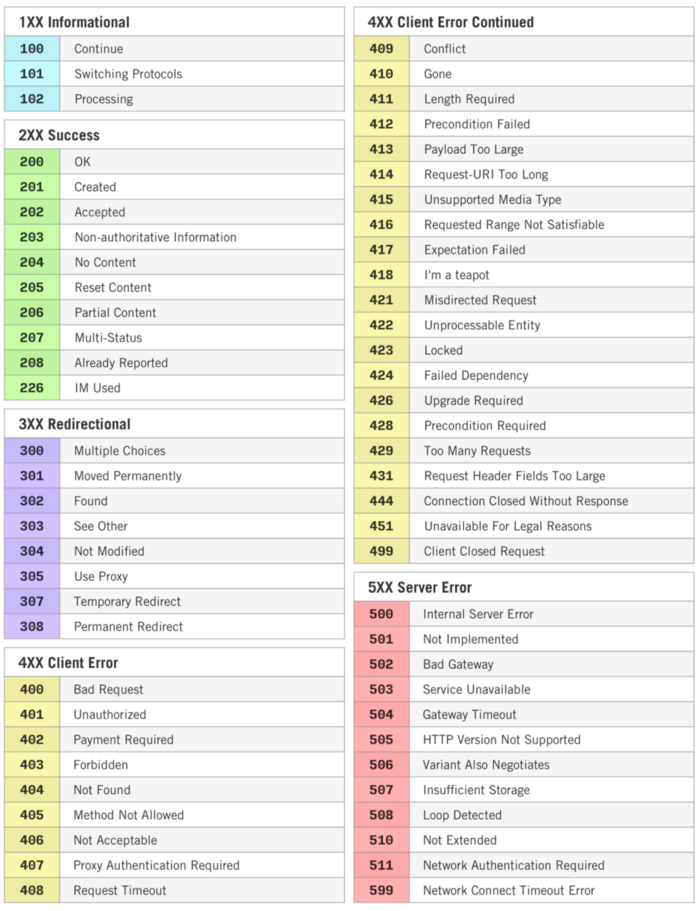 1XX Informational
100 Continue
101 Switching Protocols
102 Processing
2XX Success
200 OK
201 Created
202 Accepted
203 Non-authoritative Information
204 No Content
205 Reset Content
206 Partial Content
207 Multi-Status
208 Already Reported
226 IM Used
3XX Redirectional
300 Multiple Choices
301 Moved Permanently
302 Found
303 See Other
304 Not Modified
305 Use Proxy
307 Temporary Redirect
308 Permanent Redirect
4XX Client Error
400 Bad Request
401 Unauthorized
402 Payment Required
403 Forbidden
404 Not Found
405 Method Not Allowed
406 Not Acceptable
407 Proxy Authentication Required
408 Request Timeout
4XX Client Error Continued
409 Conflict
410 Gone
411 Length Required
412 Precondition Failed
413 Payload Too Large
414 Request-URI Too Long
415 Unsupported Media Type
416 Requested Range Not Satisfiable
417 Expectation Failed
418 I'm a teapot
421 Misdirected Request
422 Unprocessable Entity
423 Locked
424 Failed Dependency
426 Upgrade Required
428 Precondition Required
429 Too Many Requests
431 Request Header Fields Too Large
444 Connection Closed Without Response
451 Unavailable For Legal Reasons
499 Client Closed Request
5XX Server Error
500 Internal Server Error
501 Not Implemented
502 Bad Gateway
503 Service Unavailable
504 Gateway Timeout
505 HTTP Version Not Supported
506 Variant Also Negotiates
507 Insufficient Storage
508 Loop Detected
510 Not Extended
511 Network Authentication Required
599 Network Connect Timeout Error